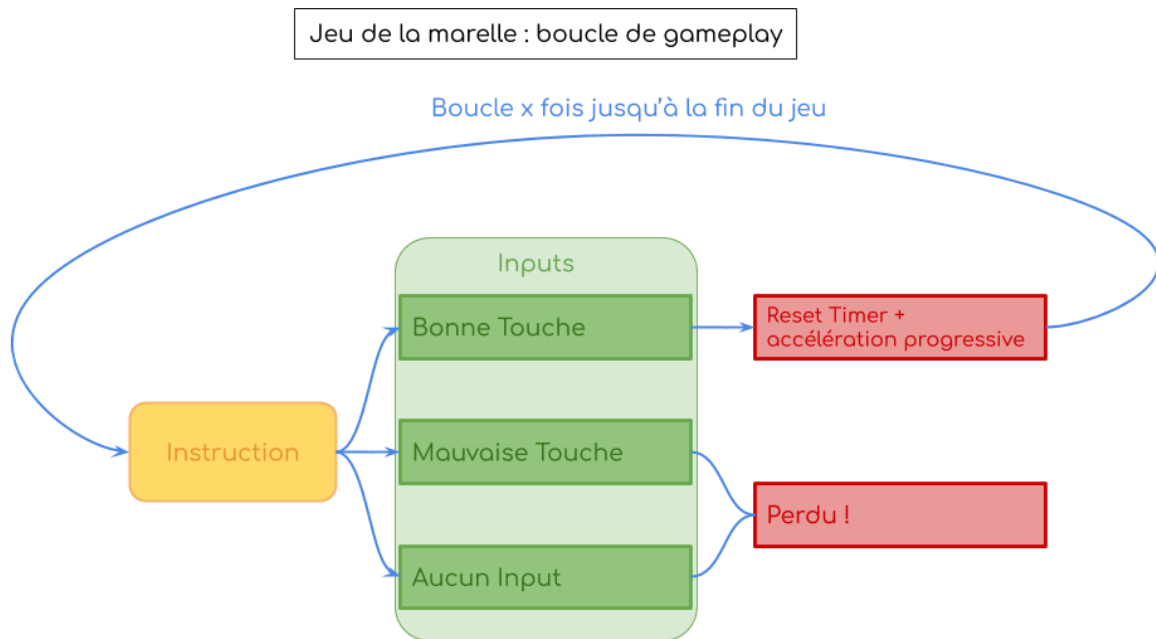 Jeu de la marelle : boucle de gameplay
Boucle x fois jusqu'à la fin du jeu
Inputs
Bonne Touche
Reset Timer +
accélération progressive
Instruction
Mauvaise Touche
Perdu !
Aucun Input